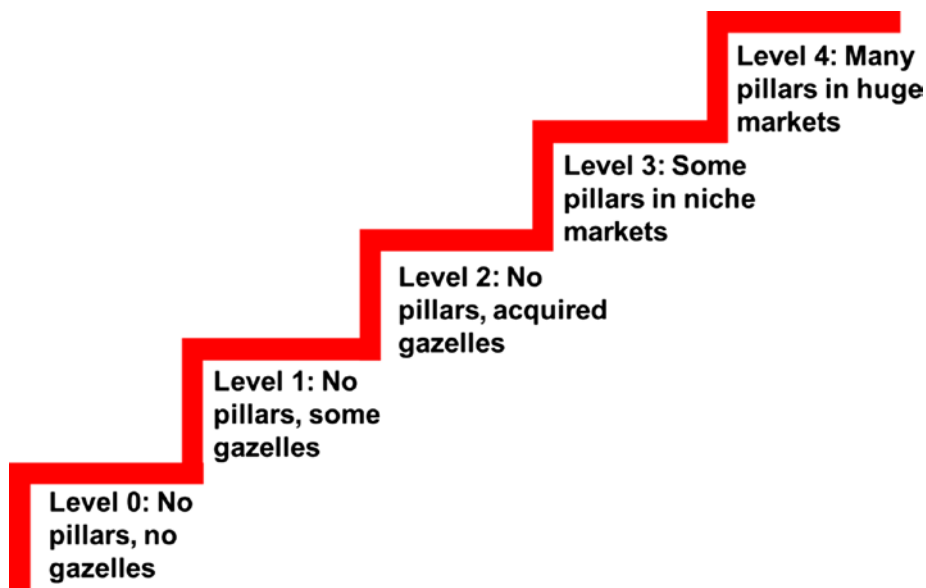 Level 4: Many
pillars in huge
markets
Level 3: Some
pillars in niche
markets
Level 2: No
pillars, acquired
gazelles
Level 1: No
pillars, some
gazelles
Level 0: No
pillars, no
gazelles